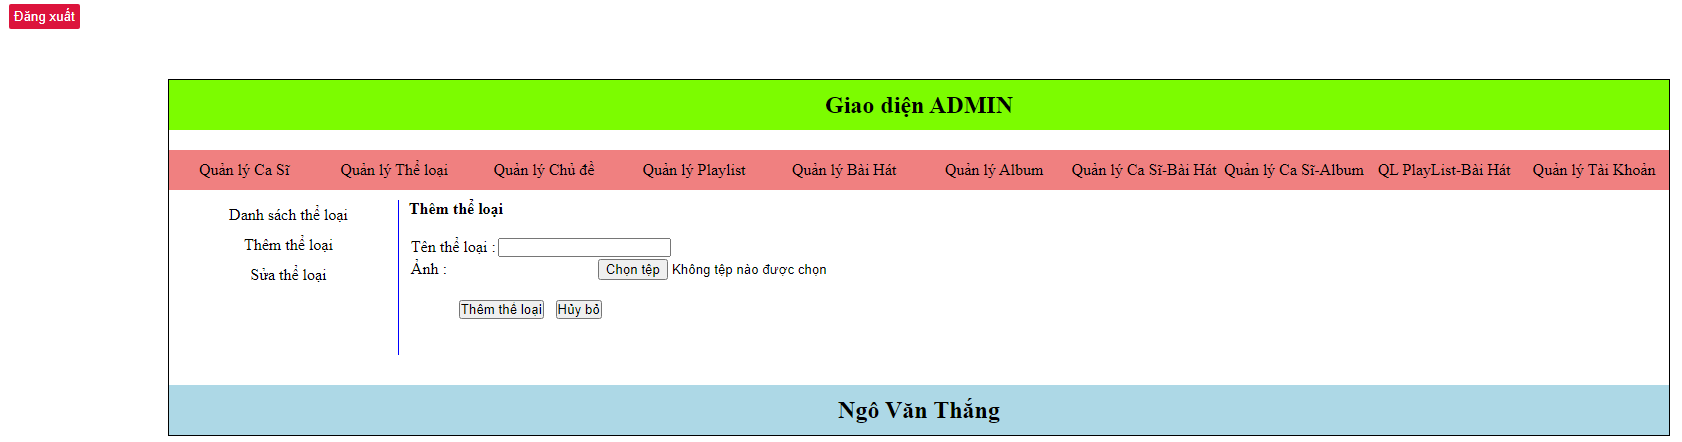 Đăng xuất
Giao diện ADMIN
Quản lý Ca Sĩ Quản lý Thể loại Quản lý Chủ đề Quản lý Playlist Quản lý Bài Hát Quản lý Album Quản lý Ca Sĩ-Bài Hát Quản lý Ca Sĩ-Album QL PlayList-Bài Hát Quản lý Tài Khoản
Danh sách thể loại
Thêm thể loại
Sửa thể loại
Thêm thể loại
Tên thể loại :
Ảnh : Chọn tệp Không tệp nào được chọn
Thêm thể loại Hủy bỏ
Ngô Văn Thắng